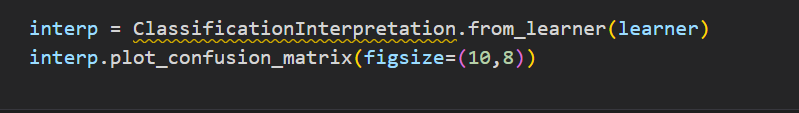 interp = ClassificationInterpretation.from_learner(learner)
interp.plot_confusion_matrix(figsize=(10,8))